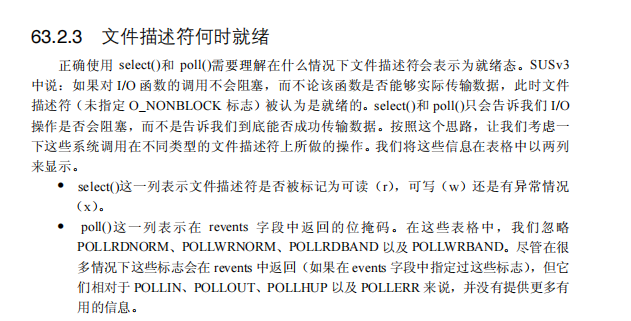 63.2.3 文件描述符何时就绪
正确使用 select()和 poll()需要理解在什么情况下文件描述符会表示为就绪态。SUSv3
中说：如果对 I/O 函数的调用不会阻塞，而不论该函数是否能够实际传输数据，此时文件
描述符（未指定 O_NONBLOCK 标志）被认为是就绪的。select()和 poll()只会告诉我们 I/O
操作是否会阻塞，而不是告诉我们到底能否成功传输数据。按照这个思路，让我们考虑一
下这些系统调用在不同类型的文件描述符上所做的操作。我们将这些信息在表格中以两列
来显示。
● select()这一列表示文件描述符是否被标记为可读（r），可写（w）还是有异常情况
（x）。
● poll()这一列表示在 revents 字段中返回的位掩码。在这些表格中，我们忽略
POLLRDNORM、POLLWRNORM、POLLRDBAND 以及 POLLWRBAND。尽管在很
多情况下这些标志会在 revents 中返回（如果在 events 字段中指定过这些标志），但它
们相对于 POLLIN、POLLOUT、POLLHUP 以及 POLLERR 来说，并没有提供更多有
用的信息。